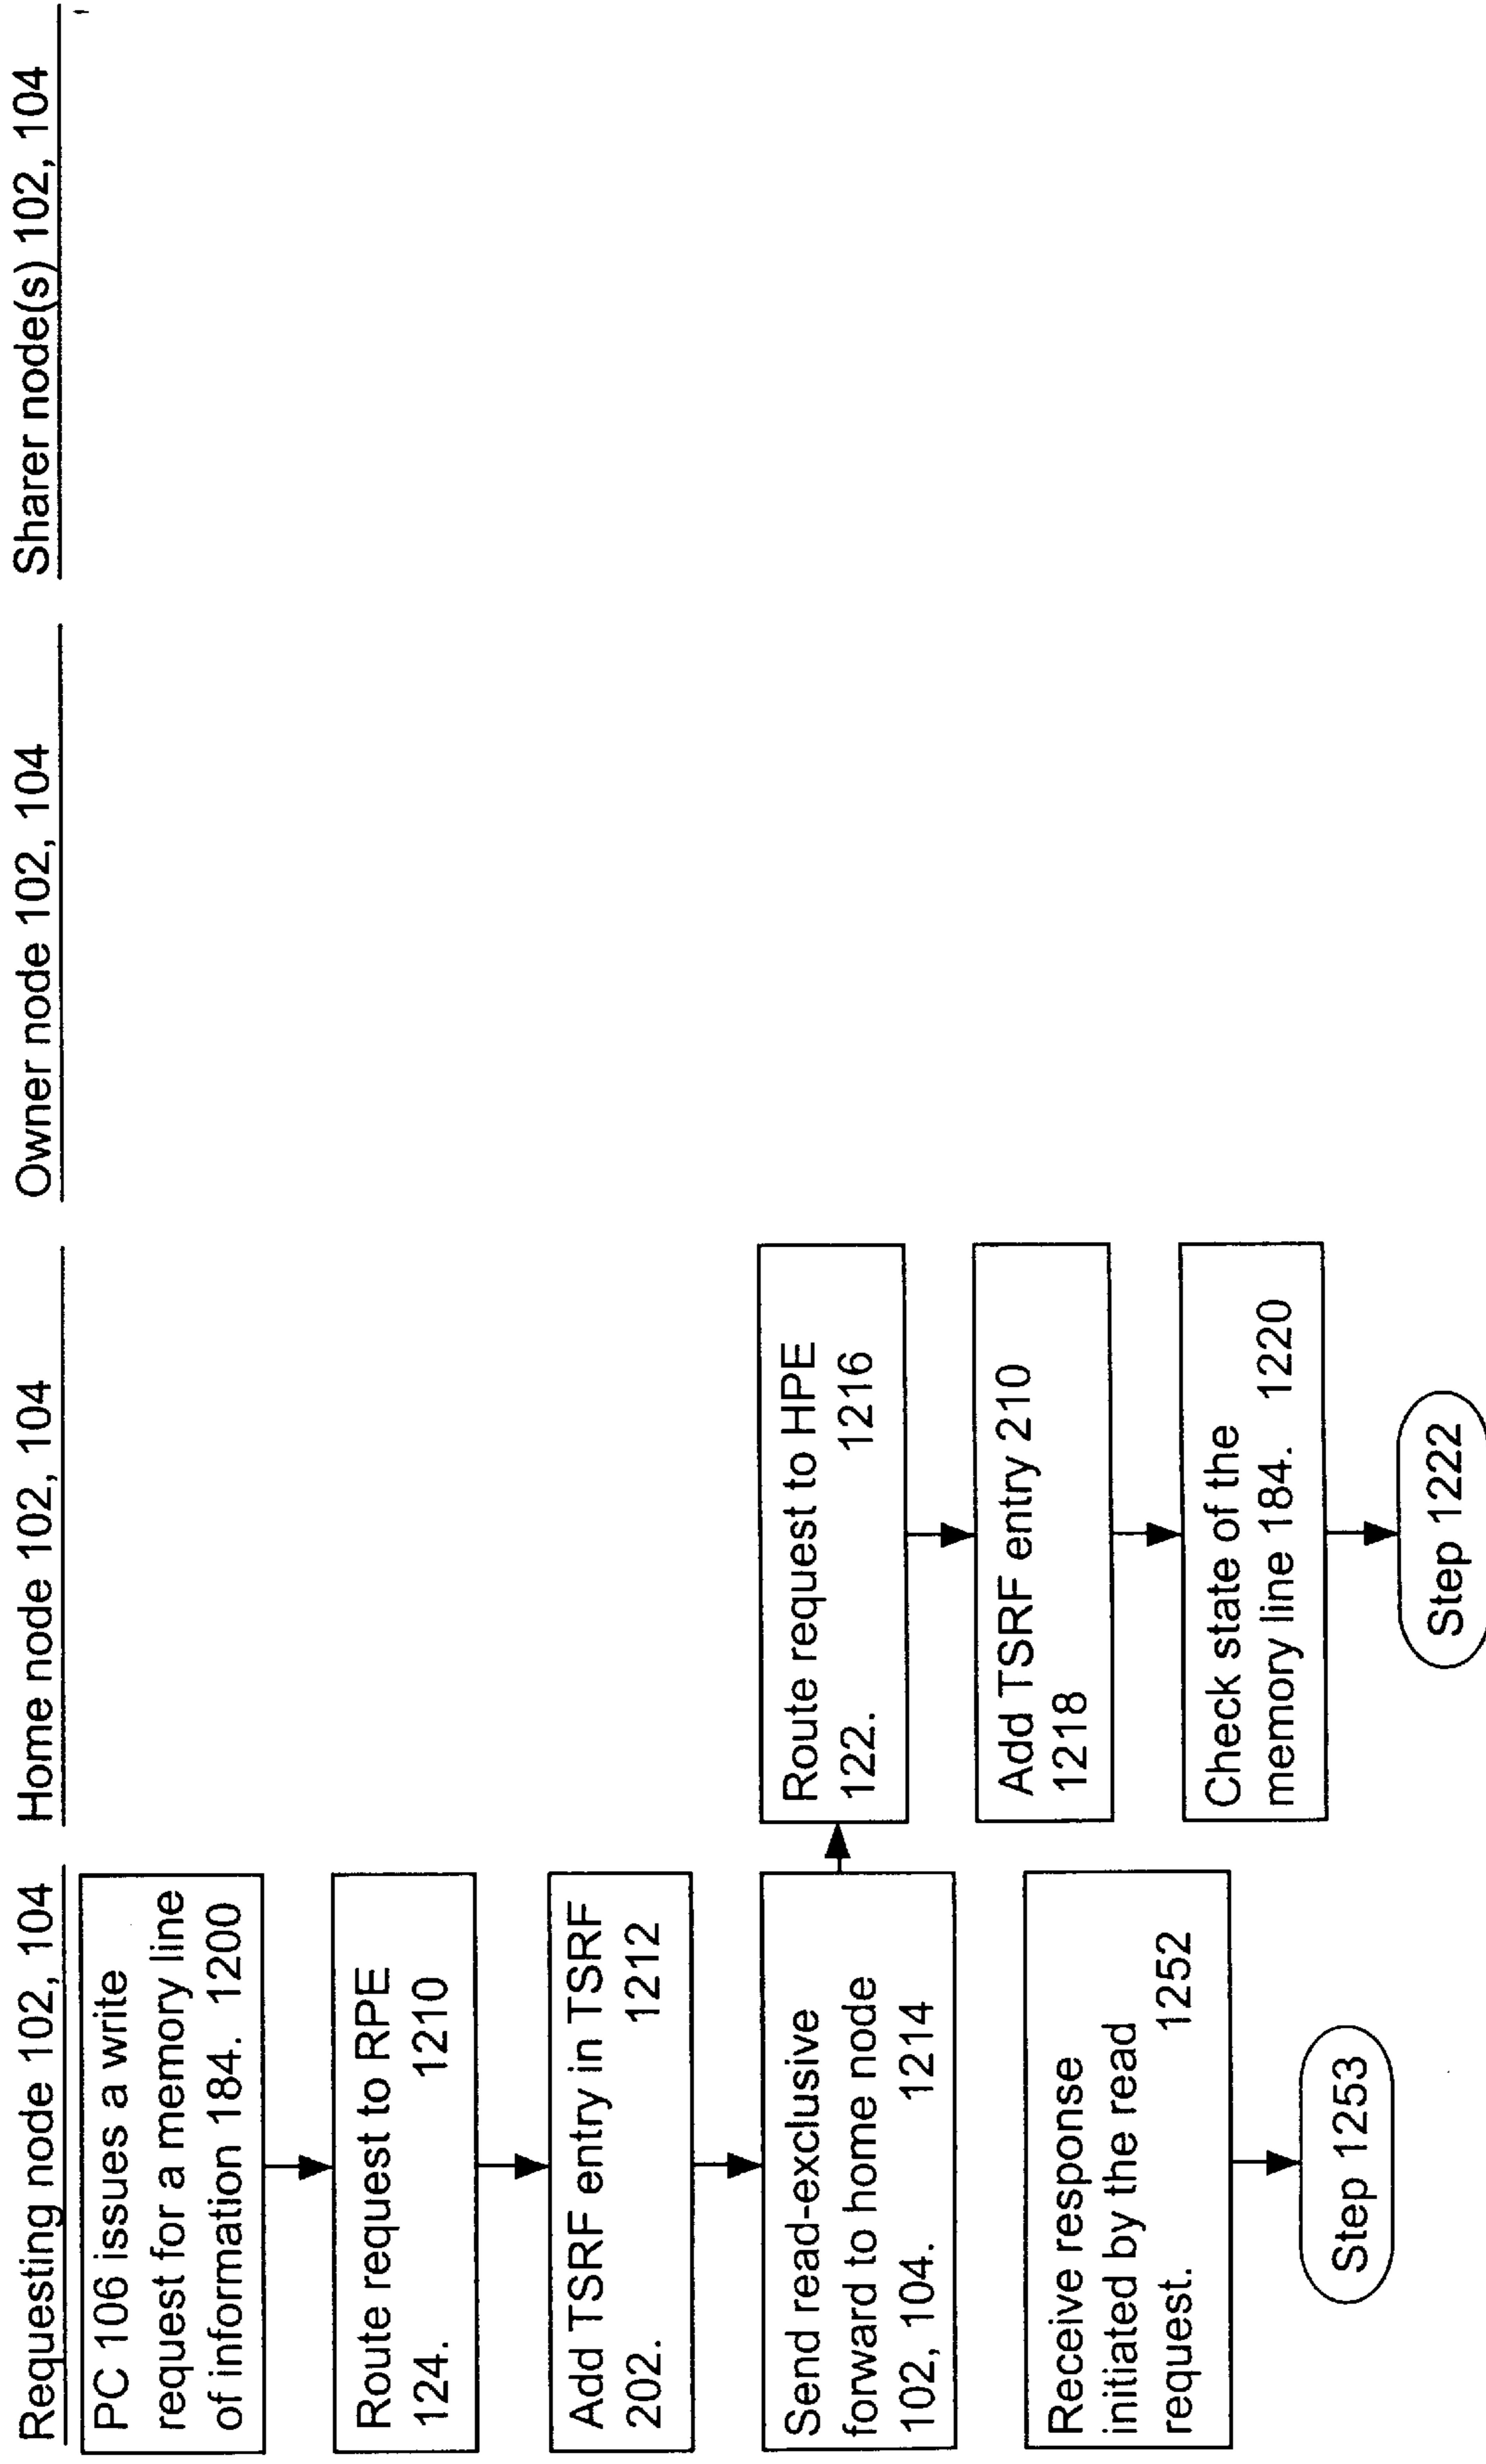 Requesting node 102, 104
Home node 102, 104
Owner node 102, 104
Sharer node(s) 102, 104
PC 106 issues a write
request for a memory line
of information 184. 1200
Route request to RPE
124. 1210
Add TSRF entry in TSRF
202. 1212
Send read-exclusive
forward to home node
102, 104. 1214
Route request to HPE
122. 1216
Add TSRF entry 210
1218
Check state of the
memory line 184. 1220
Step 1222
Receive response
initiated by the read
request. 1252
Step 1253